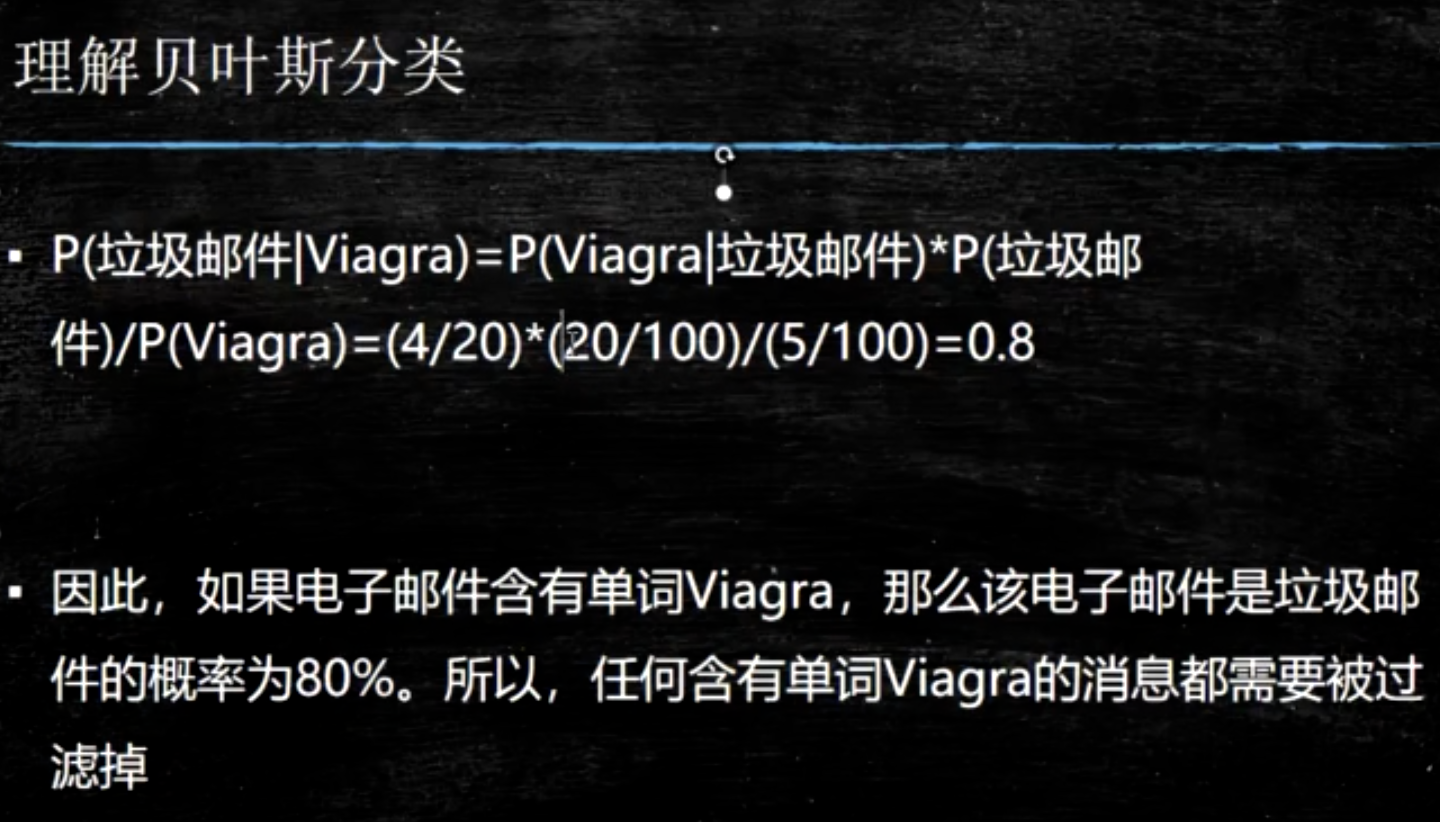 理解贝叶斯分类
▪ P(垃圾邮件|Viagra)=P(Viagra|垃圾邮件)*P(垃圾邮
件)/P(Viagra)=(4/20)*(20/100)/(5/100)=0.8
▪ 因此，如果电子邮件含有单词Viagra，那么该电子邮件是垃圾邮
件的概率为80%。所以，任何含有单词Viagra的消息都需要被过
滤掉